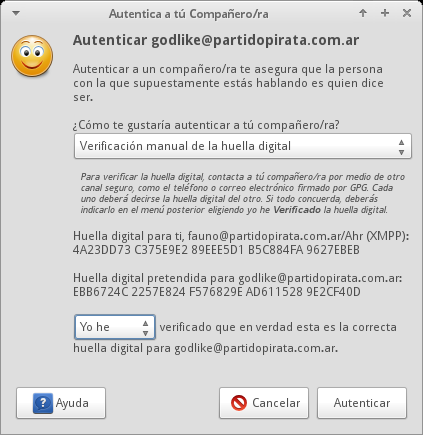 Autentica a tú Compañero/ra
Autenticar godlike@partidopirata.com.ar
Autenticar a un compañero/ra te asegura que la persona
con la que supuestamente estás hablando es quien dice
ser.
¿Cómo te gustaría autenticar a tú compañero/ra?
Verificación manual de la huella digital
Para verificar la huella digital, contacta a tú compañero/ra por medio de otro
canal seguro, como el teléfono o correo electrónico firmado por GPG. Cada
uno deberá decirse la huella digital del otro. Si todo concuerda, deberás
indicarlo en el menú posterior eligiendo yo he Verificado la huella digital.
Huella digital para ti, fauno@partidopirata.com.ar/Ahr (XMPP):
4A23DD73 C375E9E2 89EEE5D1 B5C884FA 9627EBEB
Huella digital pretendida para godlike@partidopirata.com.ar:
EBB6724C 2257E824 F576829E AD611528 9E2CF40D
Yo he verificado que en verdad esta es la correcta
huella digital para godlike@partidopirata.com.ar.
Ayuda Cancelar Autenticar